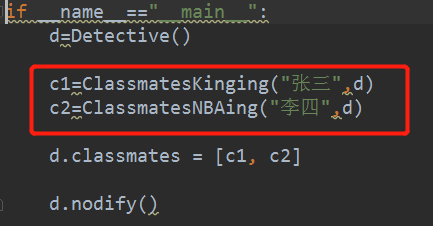 if __name__=="__main__":
d=Detective()
c1=ClassmatesKinging("张三",d)
c2=ClassmatesNBAing("李四",d)
d.classmates = [c1, c2]
d.nodify()